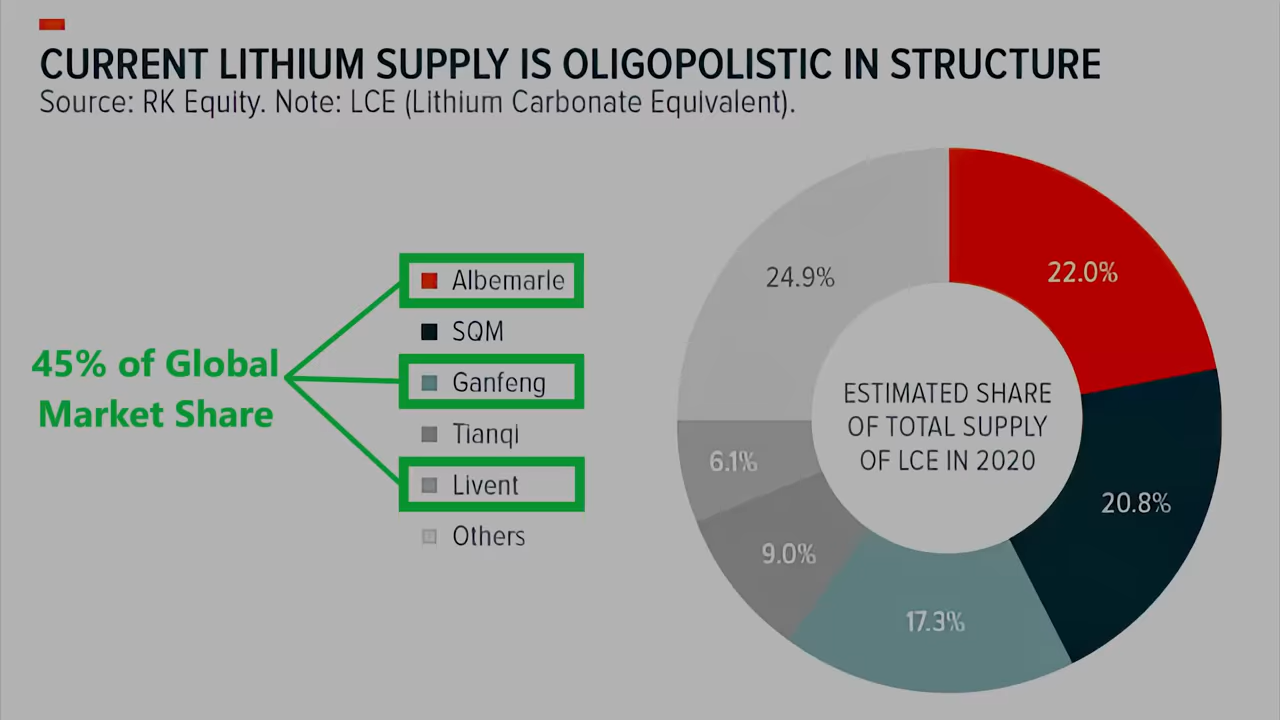 CURRENT LITHIUM SUPPLY IS OLIGOPOLISTIC IN STRUCTURE
Source: RK Equity. Note: LCE (Lithium Carbonate Equivalent).
45% of Global
Market Share
Albemarle
SQM
Ganfeng
Tianqi
Livent
Others
24.9%
22.0%
6.1%
20.8%
9.0%
17.3%
ESTIMATED SHARE
OF TOTAL SUPPLY
OF LCE IN 2020